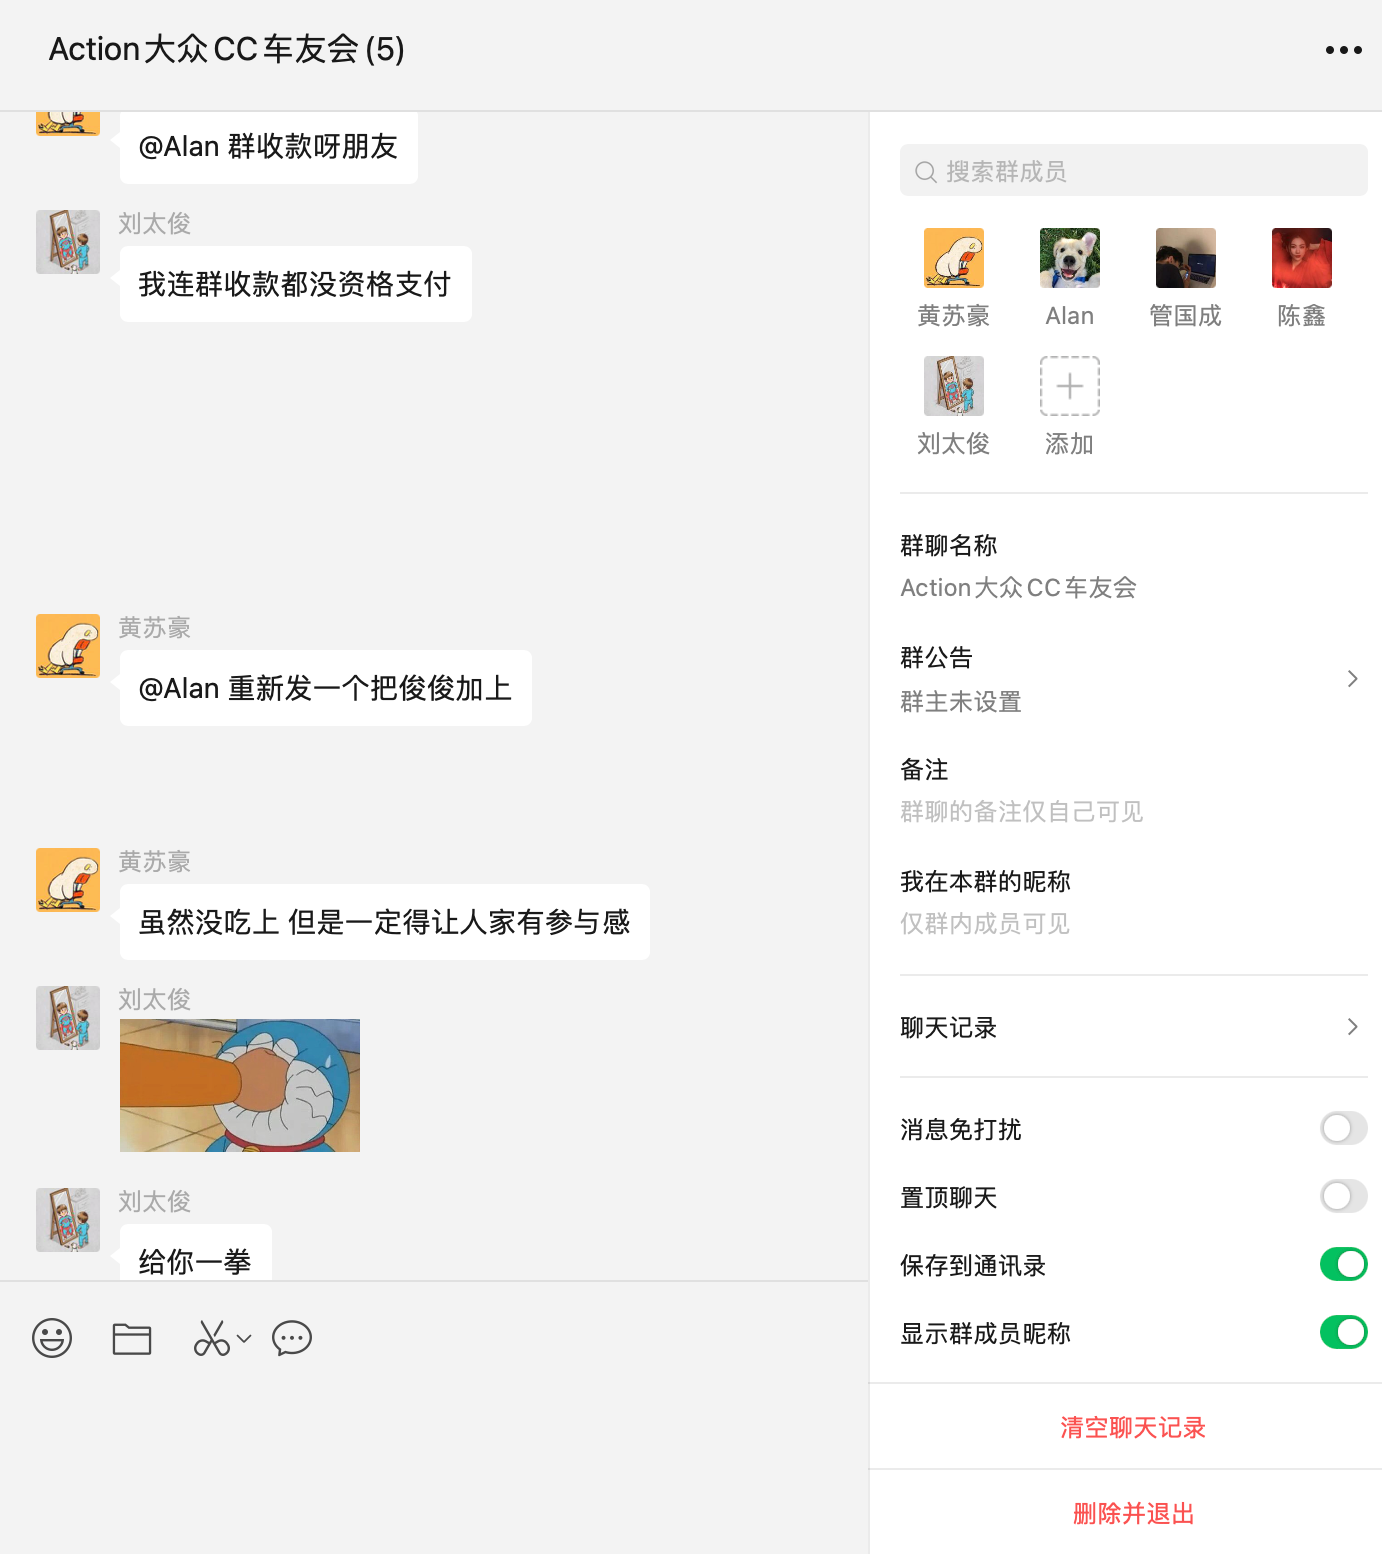 Action大众CC车友会(5)
@Alan 群收款呀朋友
刘太俊
我连群收款都没资格支付
黄苏豪
@Alan 重新发一个把俊俊加上
黄苏豪
虽然没吃上 但是一定得让人家有参与感
刘太俊
刘太俊
给你一拳
搜索群成员
黄苏豪 Alan 管国成 陈鑫
刘太俊 添加
群聊名称
Action大众CC车友会
群公告
群主未设置
备注
群聊的备注仅自己可见
我在本群的昵称
仅群内成员可见
聊天记录
消息免打扰
置顶聊天
保存到通讯录
显示群成员昵称
清空聊天记录
删除并退出